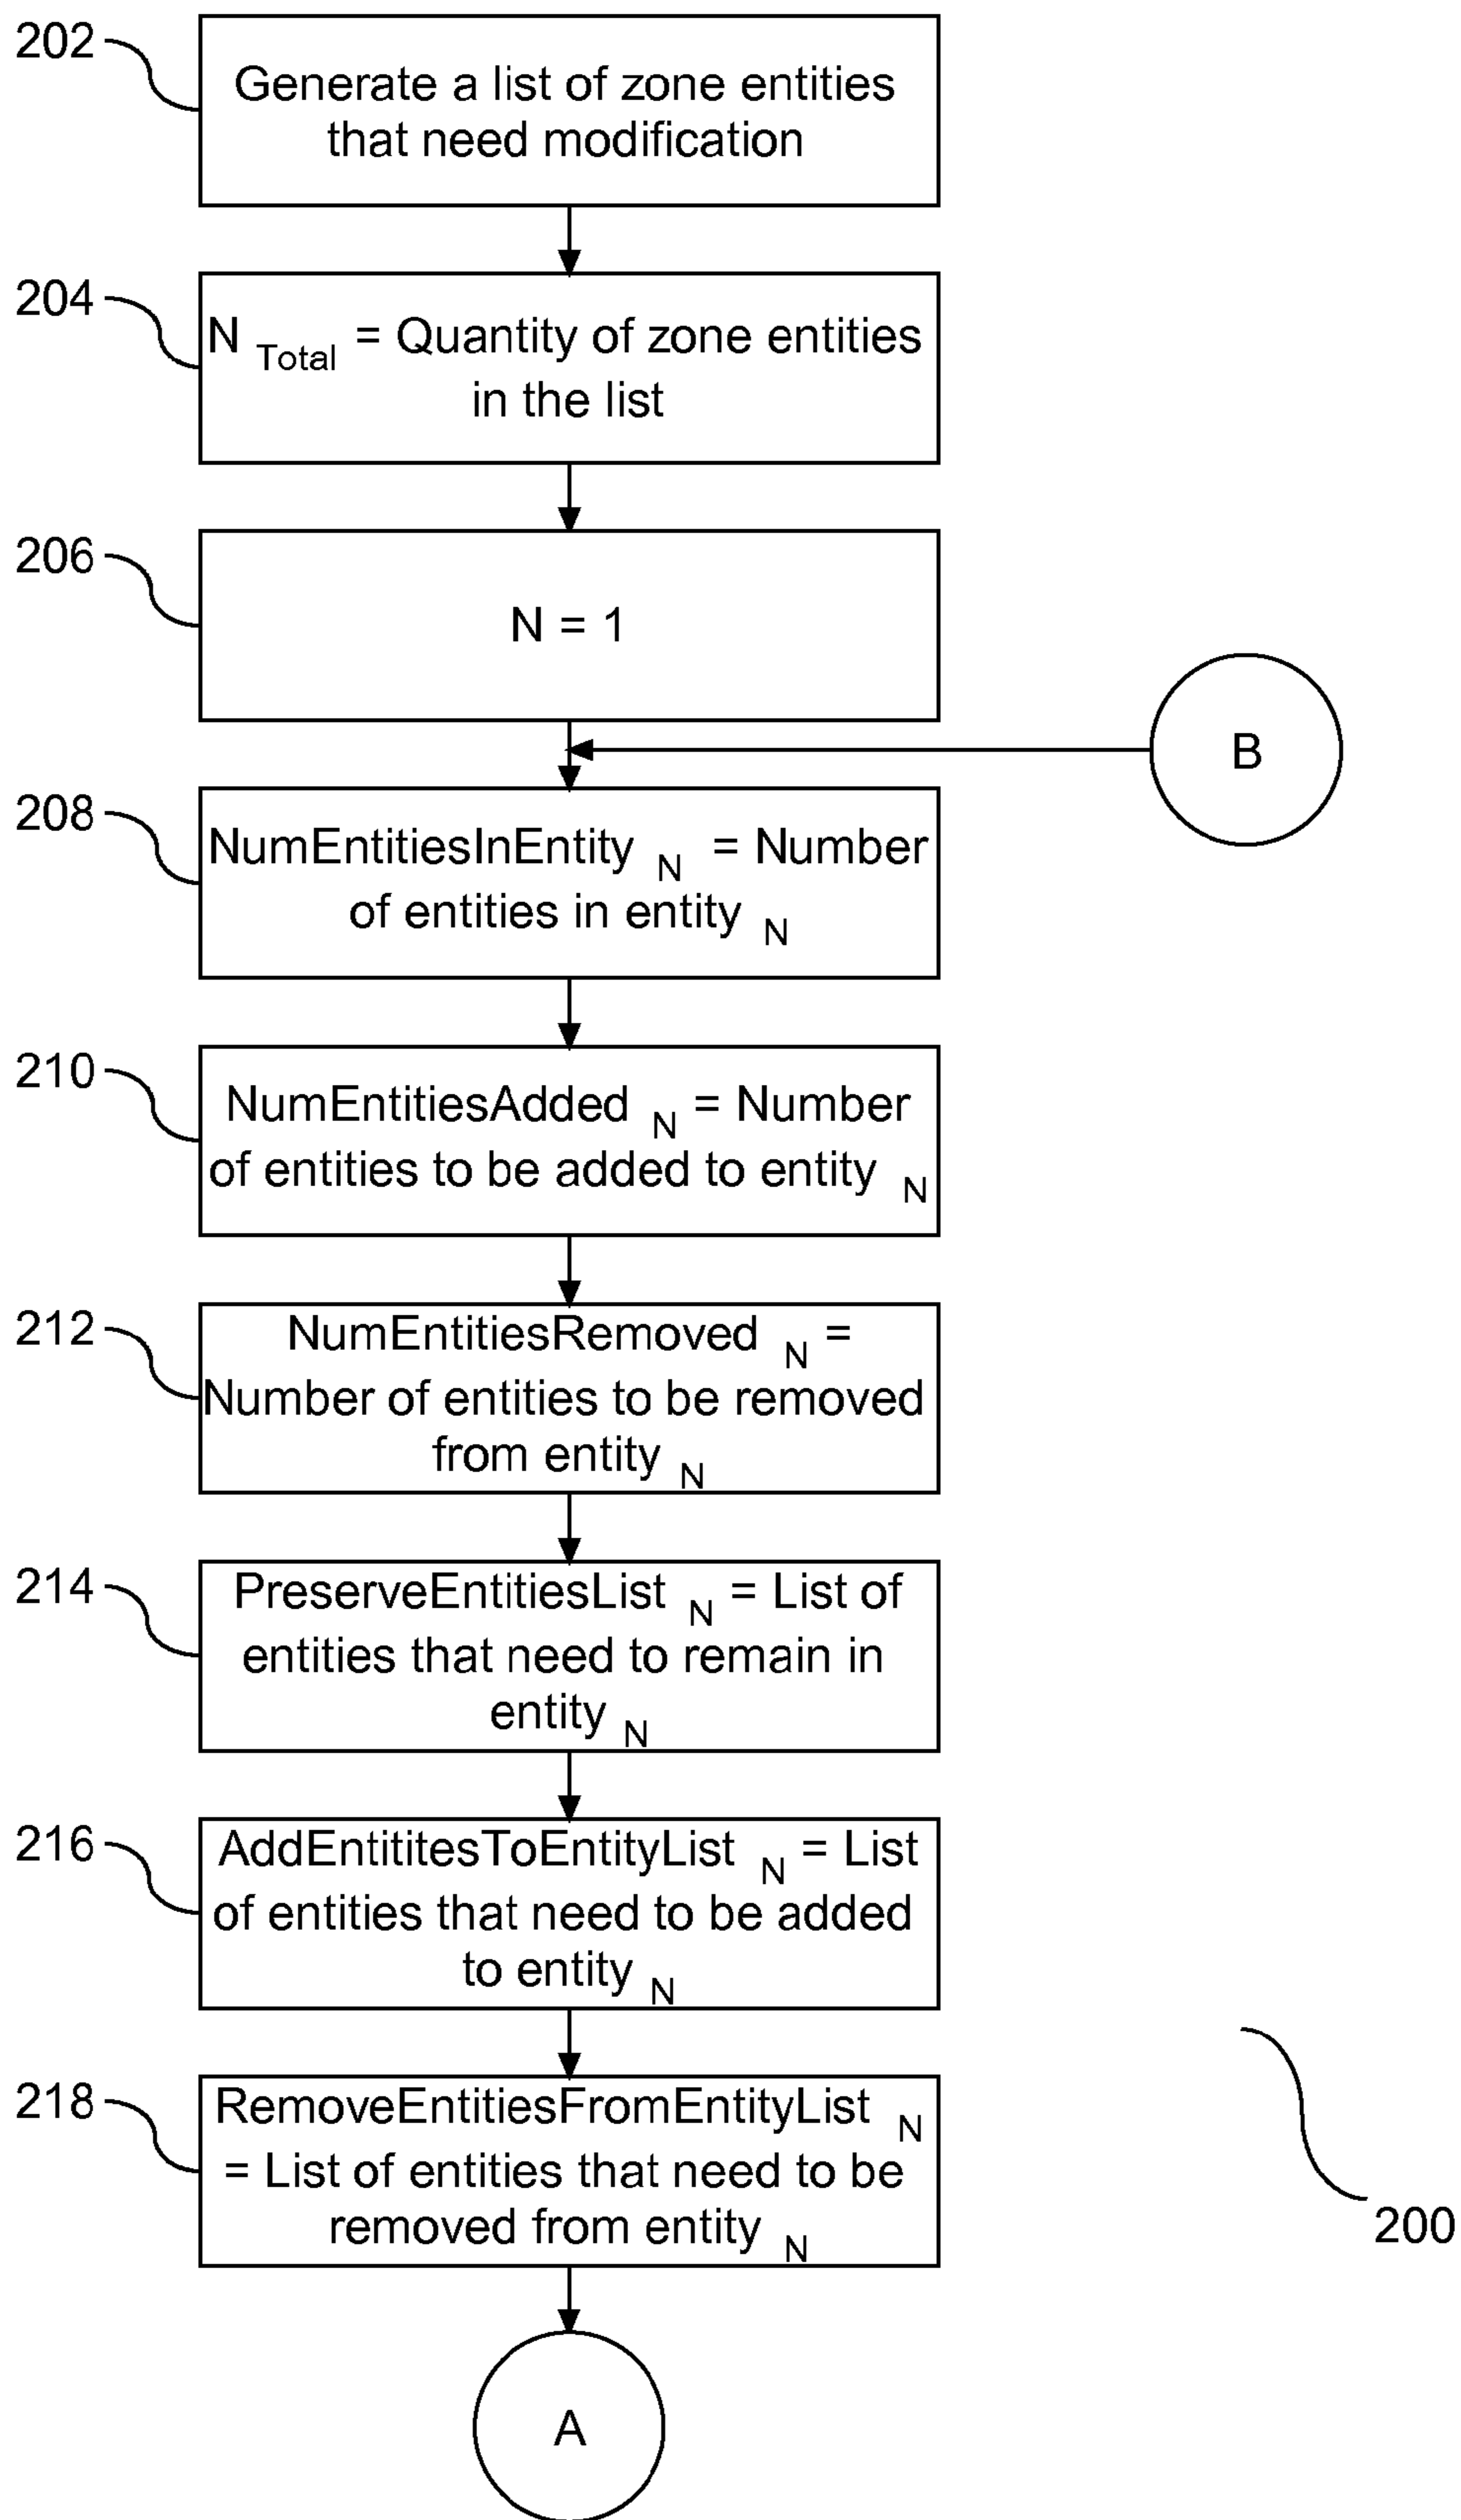 202
Generate a list of zone entities
that need modification
204
N Total = Quantity of zone entities
in the list
206
N = 1
B
208
NumEntitiesInEntity N = Number
of entities in entity N
210
NumEntitiesAdded N = Number
of entities to be added to entity N
212
NumEntitiesRemoved N =
Number of entities to be removed
from entity N
214
PreserveEntitiesList N = List of
entities that need to remain in
entity N
216
AddEntititesToEntityList N = List
of entities that need to be added
to entity N
218
RemoveEntitiesFromEntityList N
= List of entities that need to be
removed from entity N
200
A